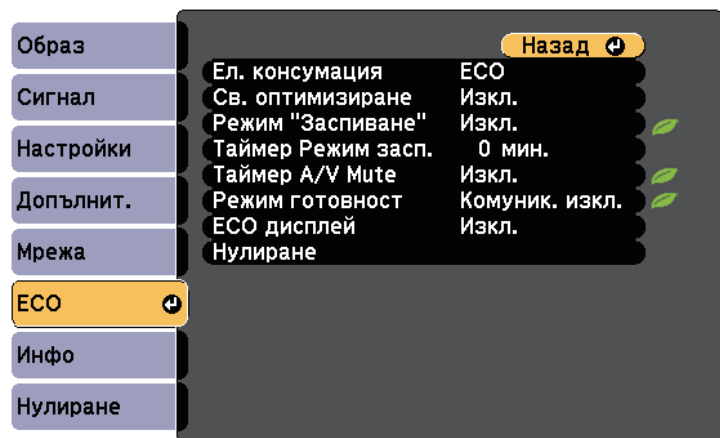 Образ
Сигнал
Настройки
Допълнит.
Мрежа
ECO
Инфо
Нулиране
Назад
Ел. консумация ECO
Св. оптимизиране Изкл.
Режим "Заспиване" Изкл.
Таймер Режим засп. 0 мин.
Таймер A/V Mute Изкл.
Режим готовност Комуник. изкл.
ECO дисплей Изкл.
Нулиране